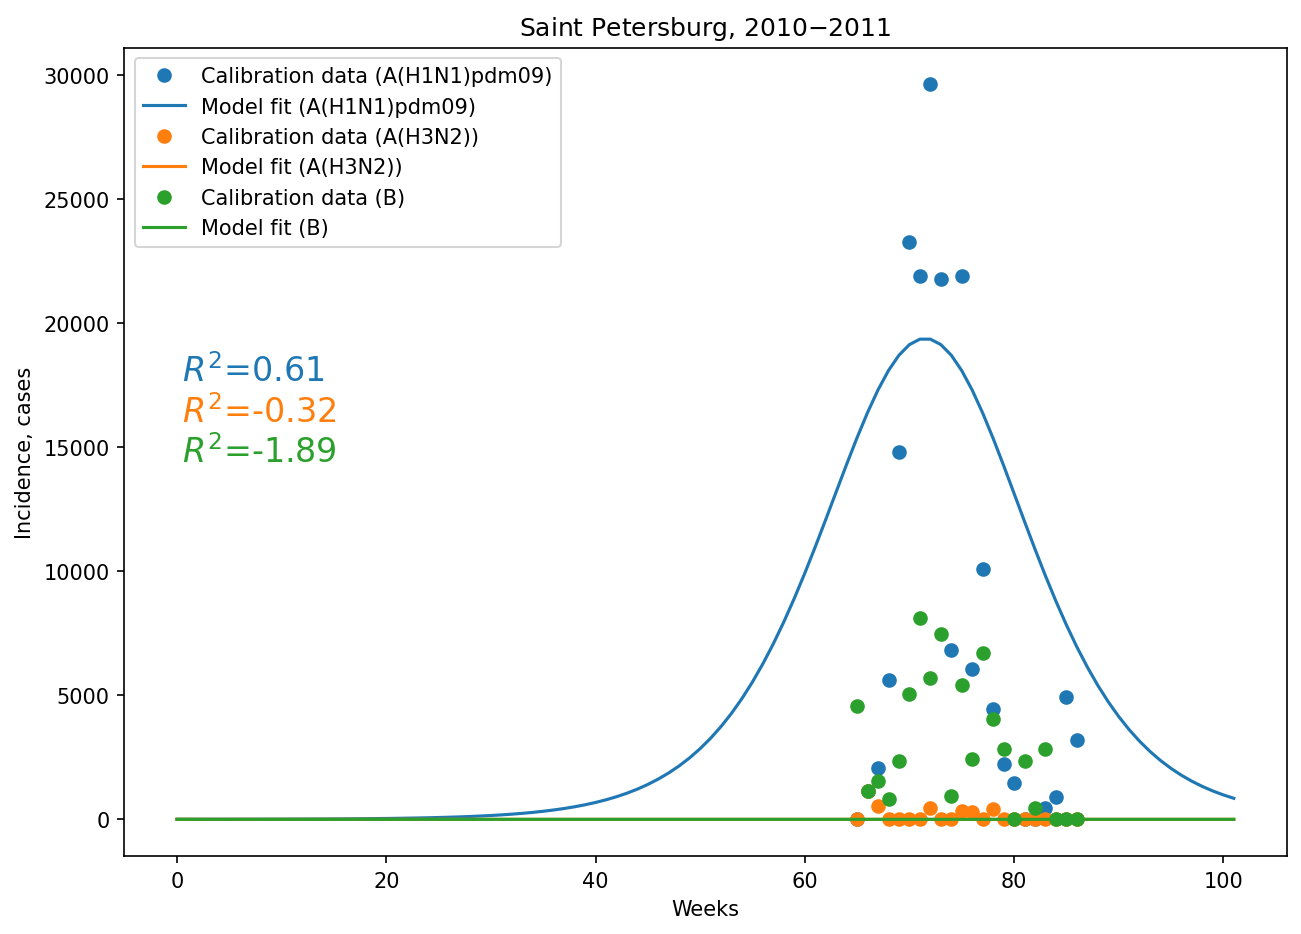 Saint Petersburg, 2010−2011
Calibration data (A(H1N1)pdm09)
Model fit (A(H1N1)pdm09)
Calibration data (A(H3N2))
Model fit (A(H3N2))
Calibration data (B)
Model fit (B)
R²=0.61
R²=-0.32
R²=-1.89
Incidence, cases
30000
25000
20000
15000
10000
5000
0
0 20 40 60 80 100
Weeks